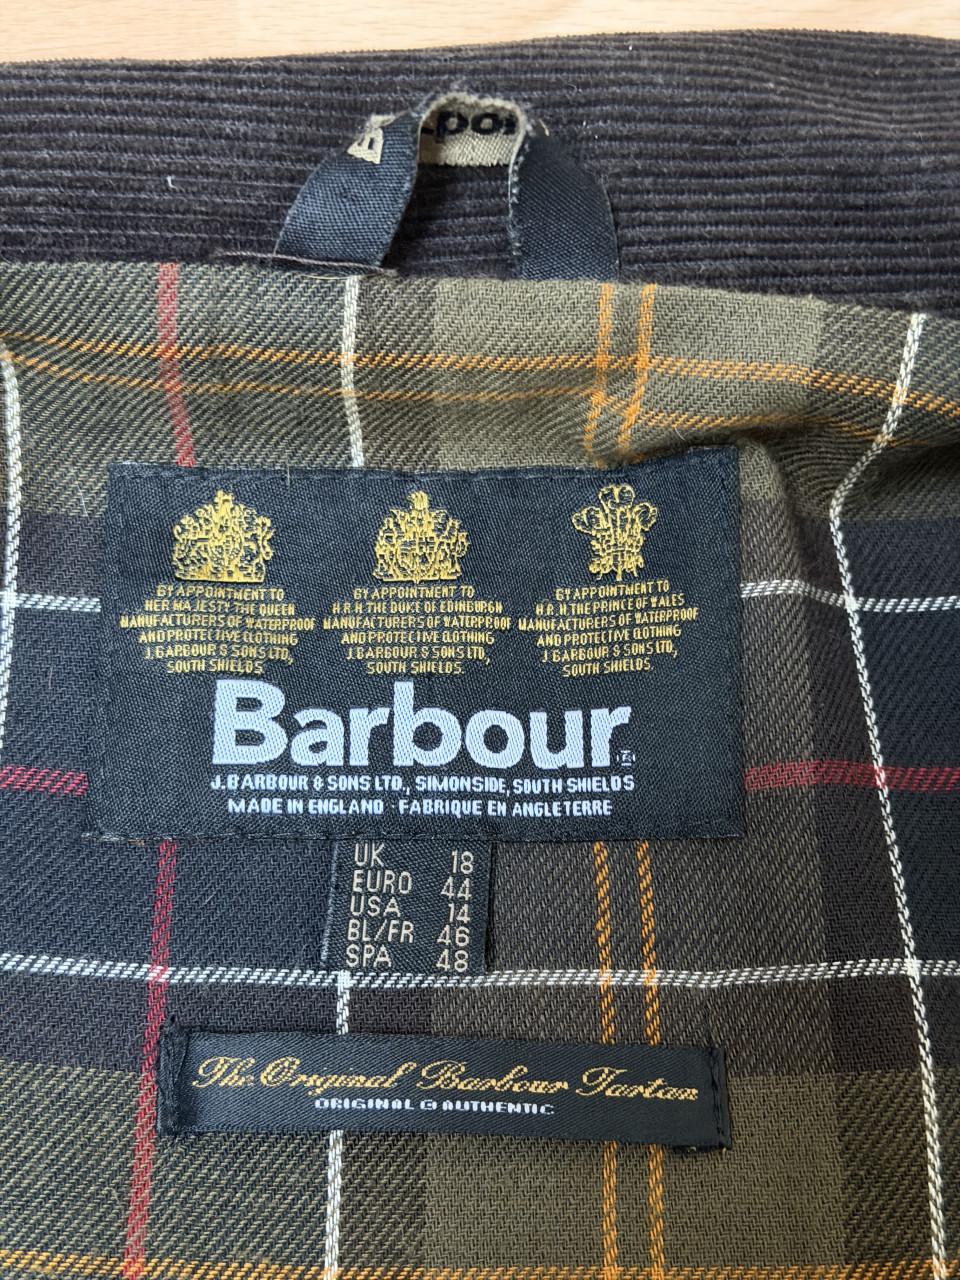 BY APPOINTMENT TO
HER MAJESTY THE QUEEN
MANUFACTURERS OF WATERPROOF
AND PROTECTIVE CLOTHING
J.BARBOUR & SONS LTD,
SOUTH SHIELDS.
BY APPOINTMENT TO
H.R.H THE DUKE OF EDINBURGH
MANUFACTURERS OF WATERPROOF
AND PROTECTIVE CLOTHING
J.BARBOUR & SONS LTD,
SOUTH SHIELDS.
BY APPOINTMENT TO
H.R.H.THE PRINCE OF WALES
MANUFACTURERS OF WATERPROOF
AND PROTECTIVE CLOTHING
J.BARBOUR & SONS LTD,
SOUTH SHIELDS.
Barbour
J.BARBOUR & SONS LTD., SIMONSIDE, SOUTH SHIELDS
MADE IN ENGLAND · FABRIQUE EN ANGLETERRE
UK 18
EURO 44
USA 14
BL/FR 46
SPA 48
The Original Barbour Tartan
ORIGINAL & AUTHENTIC